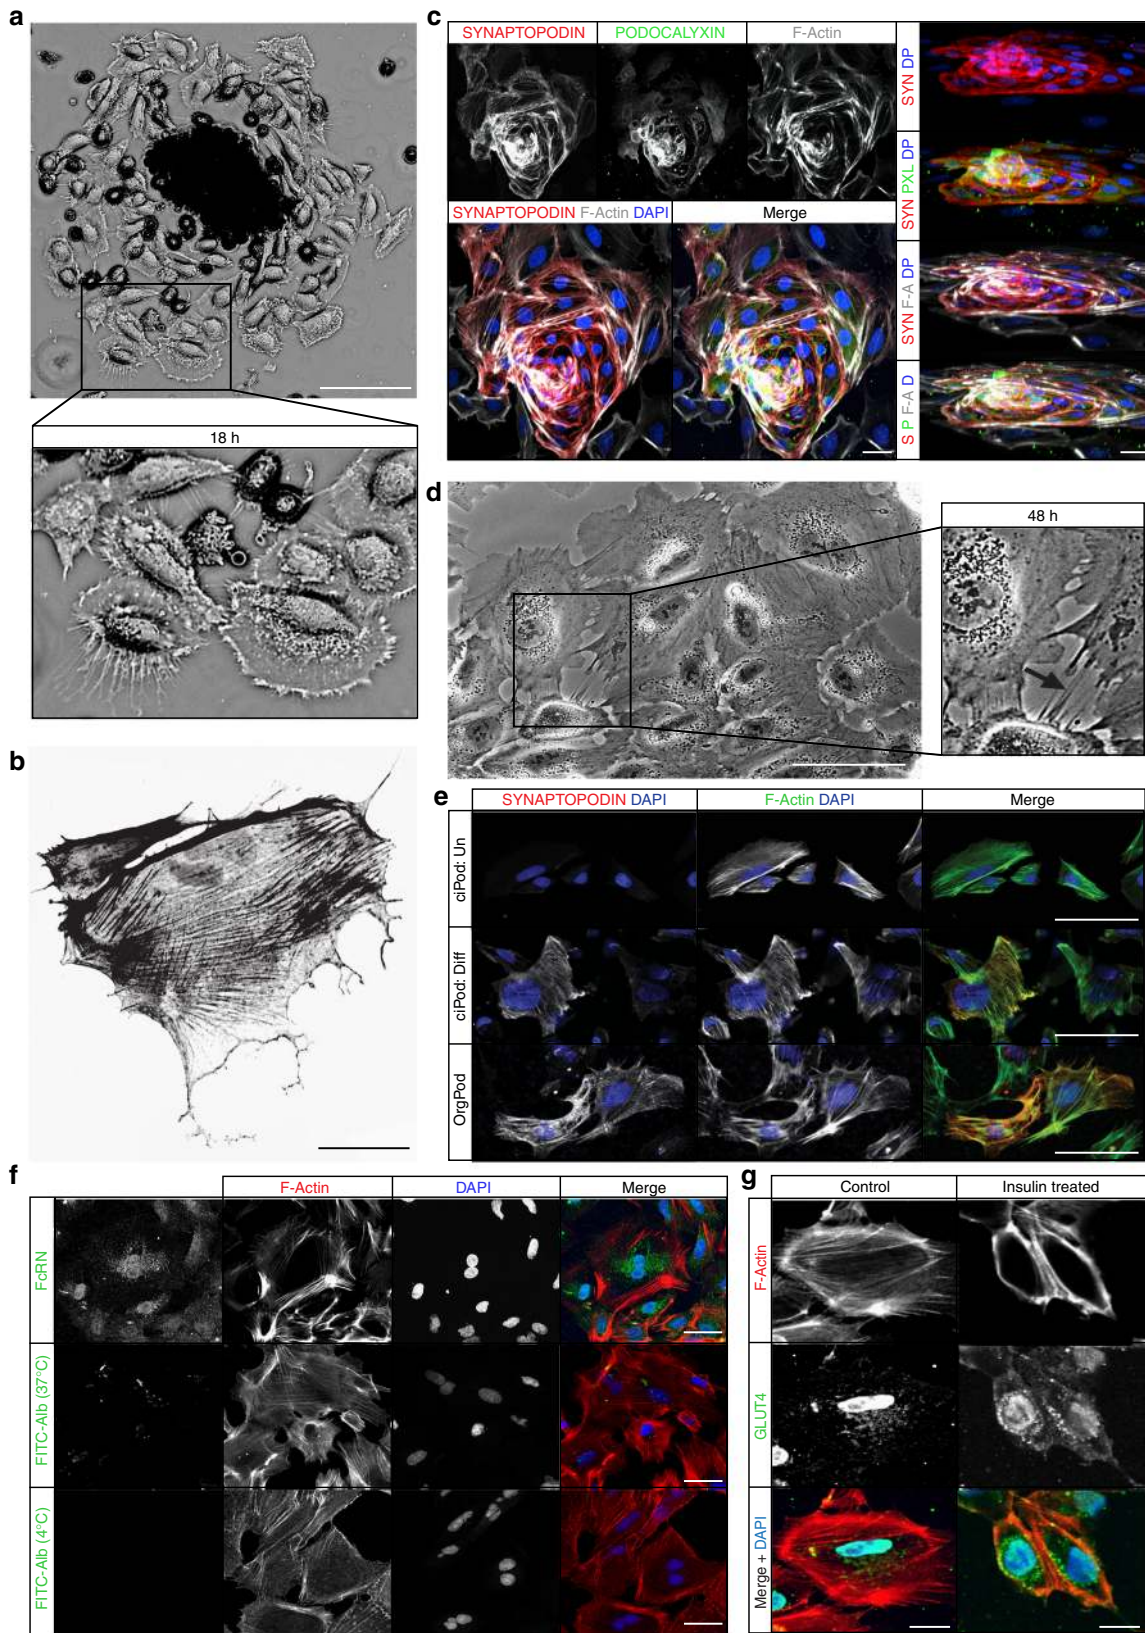 a
18 h
b
c
SYNAPTOPODIN PODOCALYXIN F-Actin
SYNAPTOPODIN F-Actin DAPI Merge
SYN DP
SYN PXL DP
SYN F-A DP
S P F-A D
d
48 h
e
SYNAPTOPODIN DAPI F-Actin DAPI Merge
ciPod: Un
ciPod: Diff
OrgPod
f
F-Actin DAPI Merge
FcRN
FITC-Alb (37°C)
FITC-Alb (4°C)
g
Control Insulin treated
F-Actin
GLUT4
Merge + DAPI